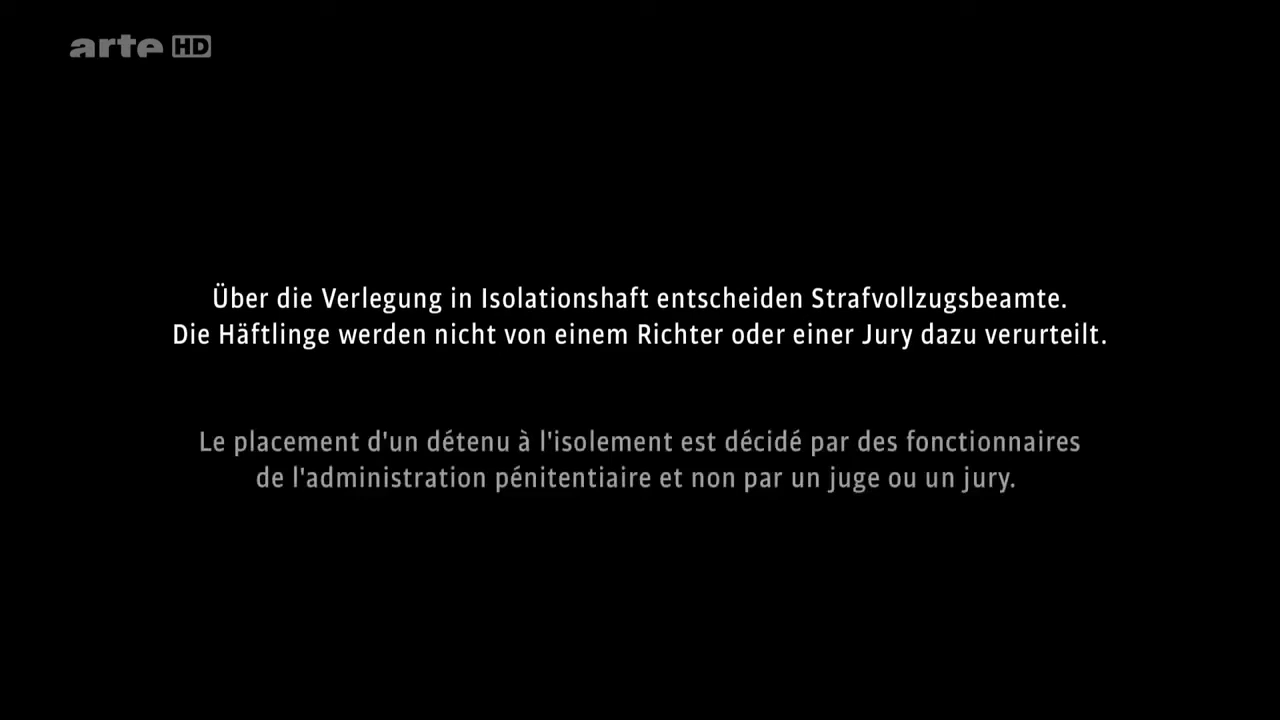 arte HD
Über die Verlegung in Isolationshaft entscheiden Strafvollzugsbeamte.
Die Häftlinge werden nicht von einem Richter oder einer Jury dazu verurteilt.
Le placement d'un détenu à l'isolement est décidé par des fonctionnaires
de l'administration pénitentiaire et non par un juge ou un jury.